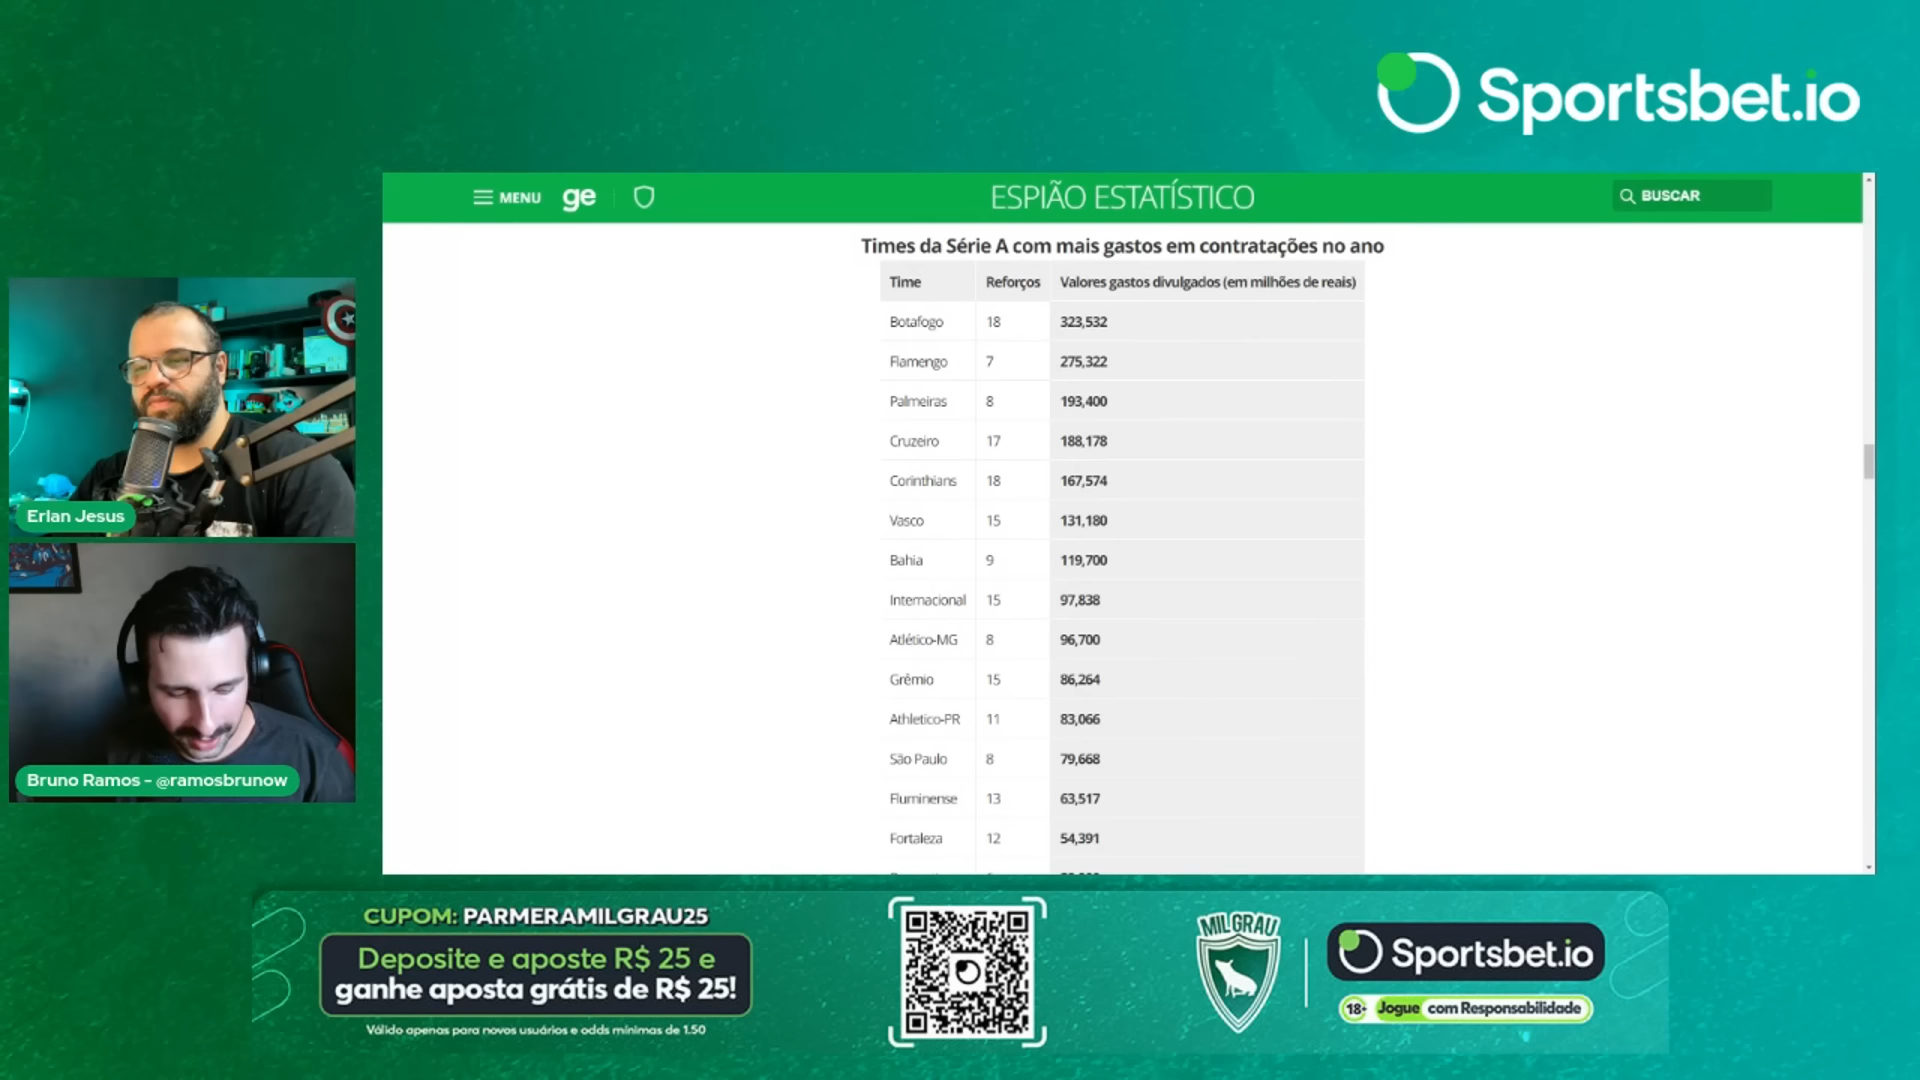 Sportsbet.io
MENU ge ESPIÃO ESTATÍSTICO BUSCAR
Times da Série A com mais gastos em contratações no ano
Time Reforços Valores gastos divulgados (em milhões de reais)
Botafogo 18 323,532
Flamengo 7 275,322
Palmeiras 8 193,400
Cruzeiro 17 188,178
Corinthians 18 167,574
Vasco 15 131,180
Bahia 9 119,700
Internacional 15 97,838
Atlético-MG 8 96,700
Grêmio 15 86,264
Athletico-PR 11 83,066
São Paulo 8 79,668
Fluminense 13 63,517
Fortaleza 12 54,391
Erlan Jesus
Bruno Ramos - @ramosbrunow
CUPOM: PARMERAMILGRAU25
Deposite e aposte R$ 25 e
ganhe aposta grátis de R$ 25!
Válido apenas para novos usuários e odds mínimas de 1.50
MIL GRAU
Sportsbet.io
18+ Jogue com Responsabilidade